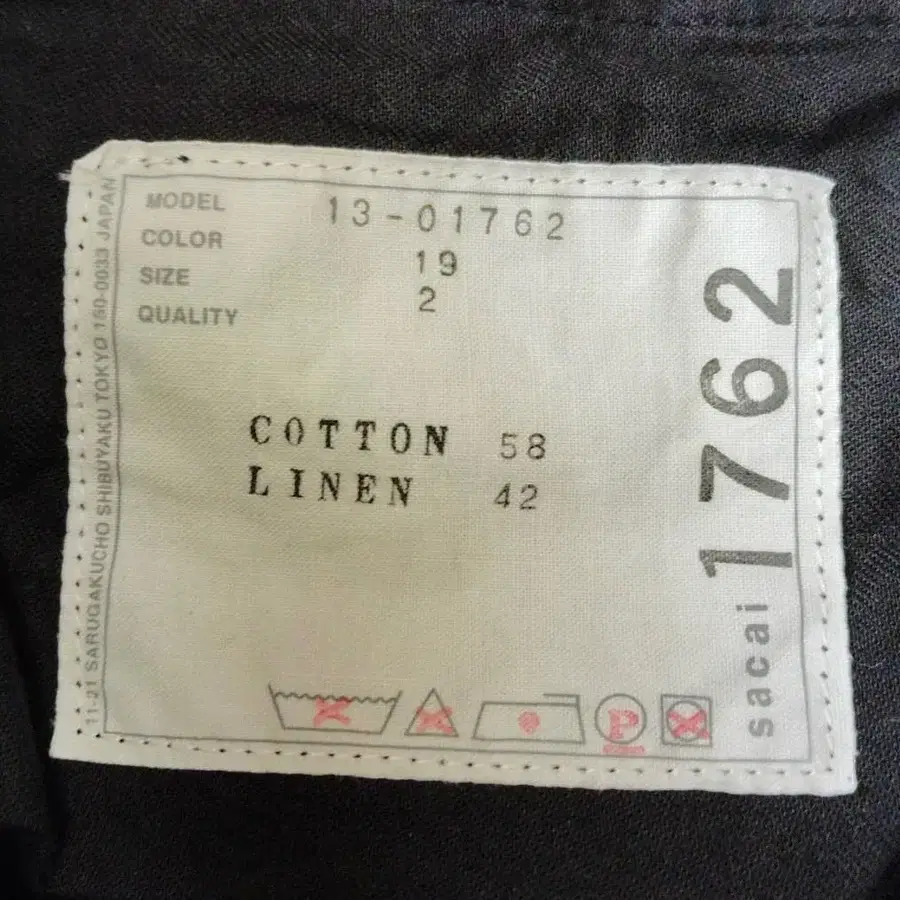 MODEL 13-01762
COLOR 19
SIZE 2
QUALITY
COTTON 58
LINEN 42
P
sacai 1762
11-21 SARUGAKUCHO SHIBUYAKU TOKYO 150-0033 JAPAN